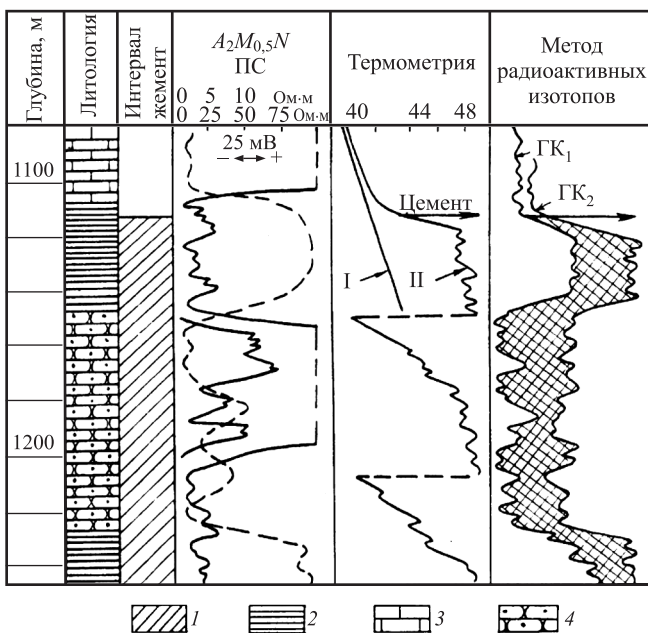 Глубина, м
Литология
Интервал
жемент
A2M0,5N
ПС
0 5 10 Ом·м
0 25 50 75 Ом·м
25 мВ
– +
Термометрия
40 44 48
Метод
радиоактивных
изотопов
ГК1
ГК2
1100
Цемент
I II
1200
1 2 3 4